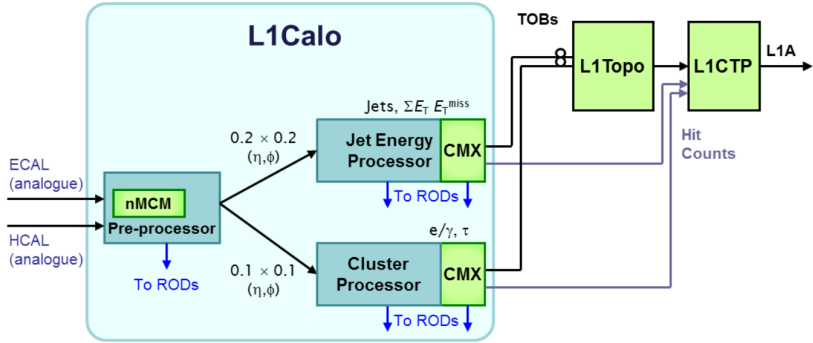 L1Calo
TOBs
L1Topo
L1CTP
L1A
Jets, ΣE_T E_T^miss
0.2 × 0.2
(η,ϕ)
Jet Energy
Processor
CMX
Hit
Counts
To RODs
ECAL
(analogue)
nMCM
Pre-processor
HCAL
(analogue)
To RODs
0.1 × 0.1
(η,ϕ)
e/γ, τ
Cluster
Processor
CMX
To RODs